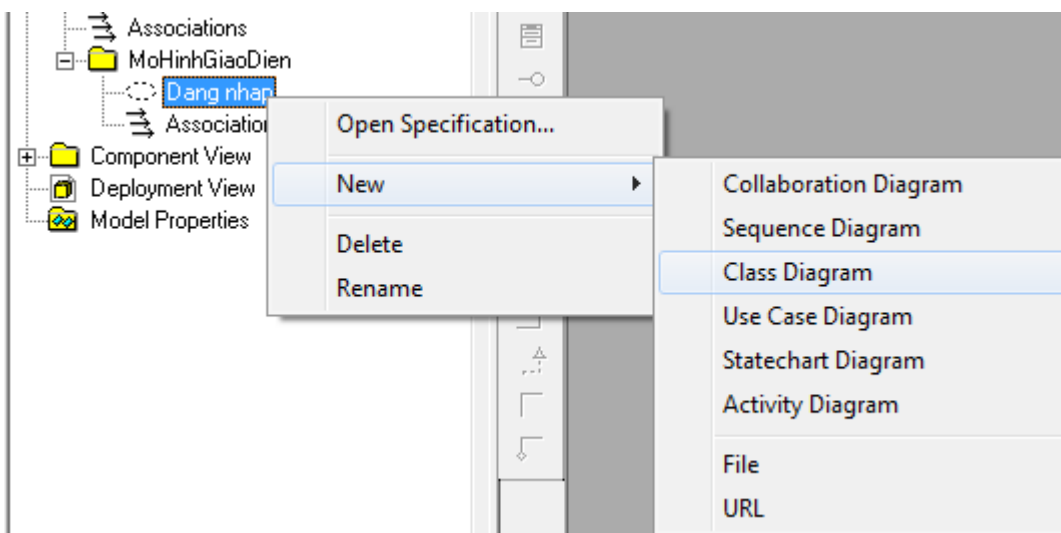 Associations
MoHinhGiaoDien
Dang nhap
Association
Component View
Deployment View
Model Properties
Open Specification...
New
Delete
Rename
Collaboration Diagram
Sequence Diagram
Class Diagram
Use Case Diagram
Statechart Diagram
Activity Diagram
File
URL